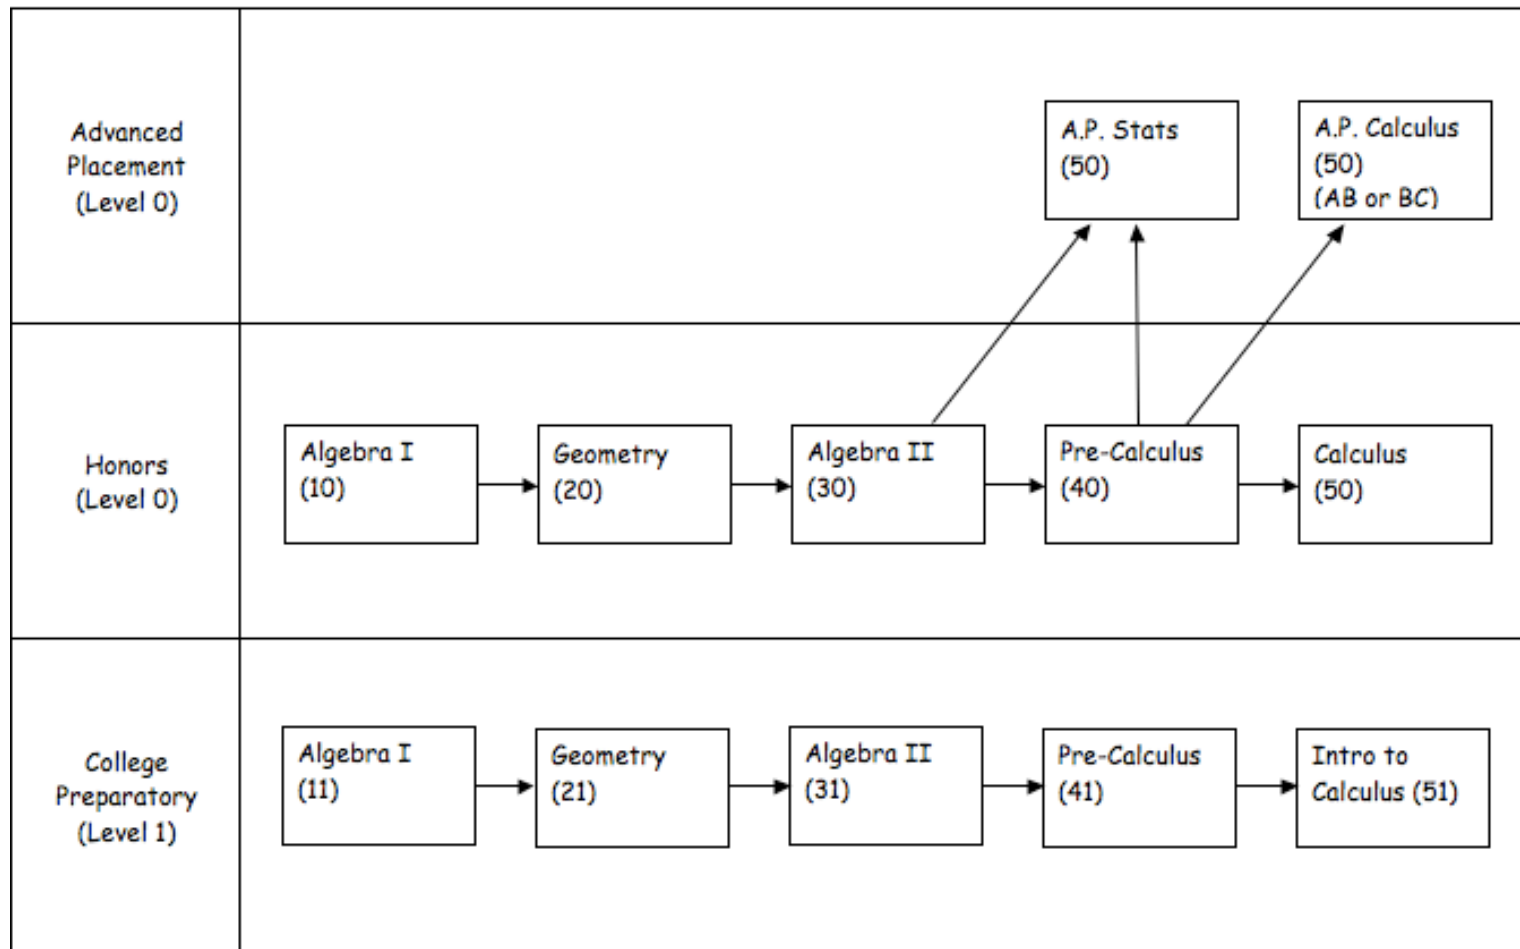 Advanced
Placement
(Level 0)
A.P. Stats
(50)
A.P. Calculus
(50)
(AB or BC)
Honors
(Level 0)
Algebra I
(10)
Geometry
(20)
Algebra II
(30)
Pre-Calculus
(40)
Calculus
(50)
College
Preparatory
(Level 1)
Algebra I
(11)
Geometry
(21)
Algebra II
(31)
Pre-Calculus
(41)
Intro to
Calculus (51)